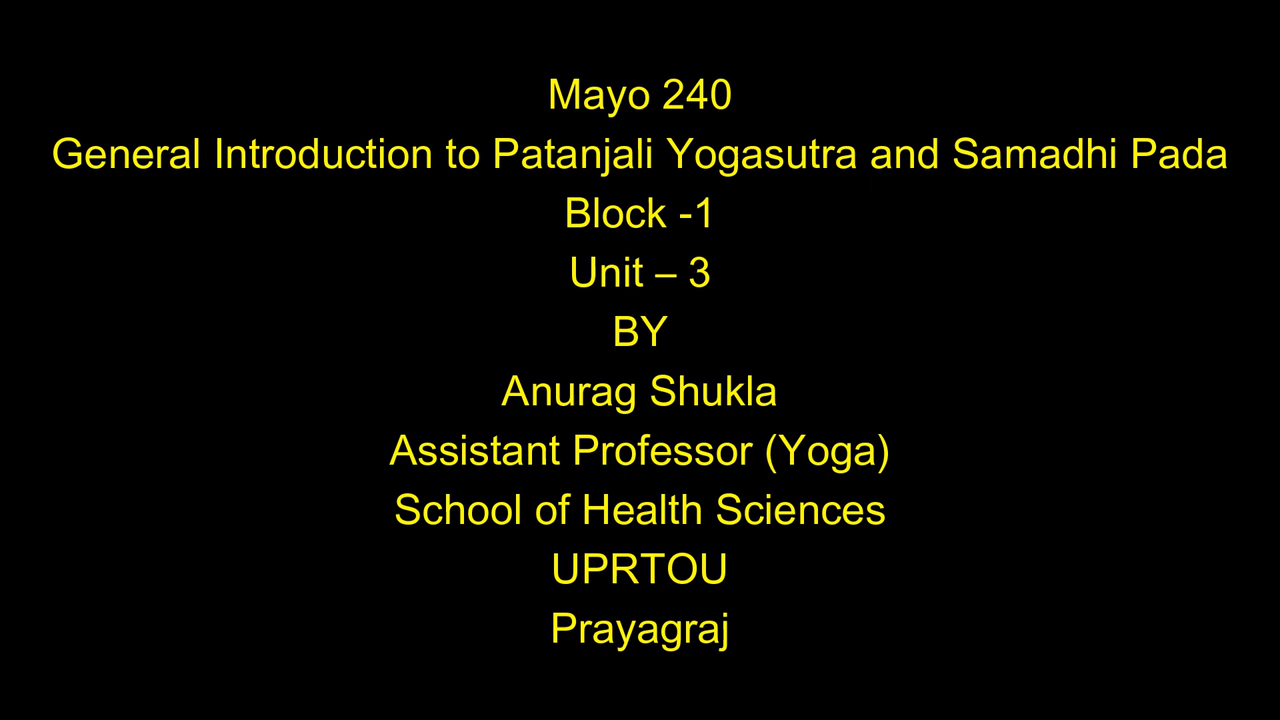 Mayo 240
General Introduction to Patanjali Yogasutra and Samadhi Pada
Block -1
Unit – 3
BY
Anurag Shukla
Assistant Professor (Yoga)
School of Health Sciences
UPRTOU
Prayagraj